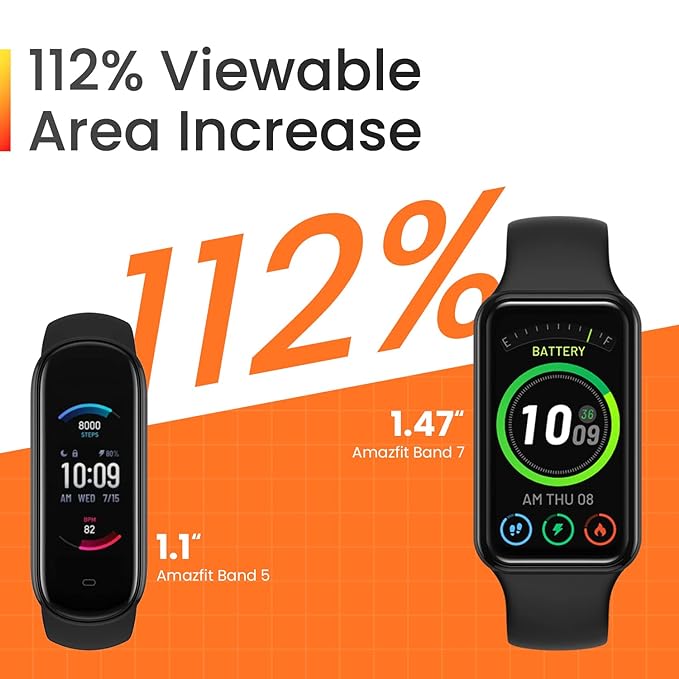 112% Viewable
Area Increase
112%
8000
STEPS
80%
10:09
AM WED 7/15
BPM
82
1.1“
Amazfit Band 5
1.47“
Amazfit Band 7
E F
BATTERY
10 36
09
AM THU 08